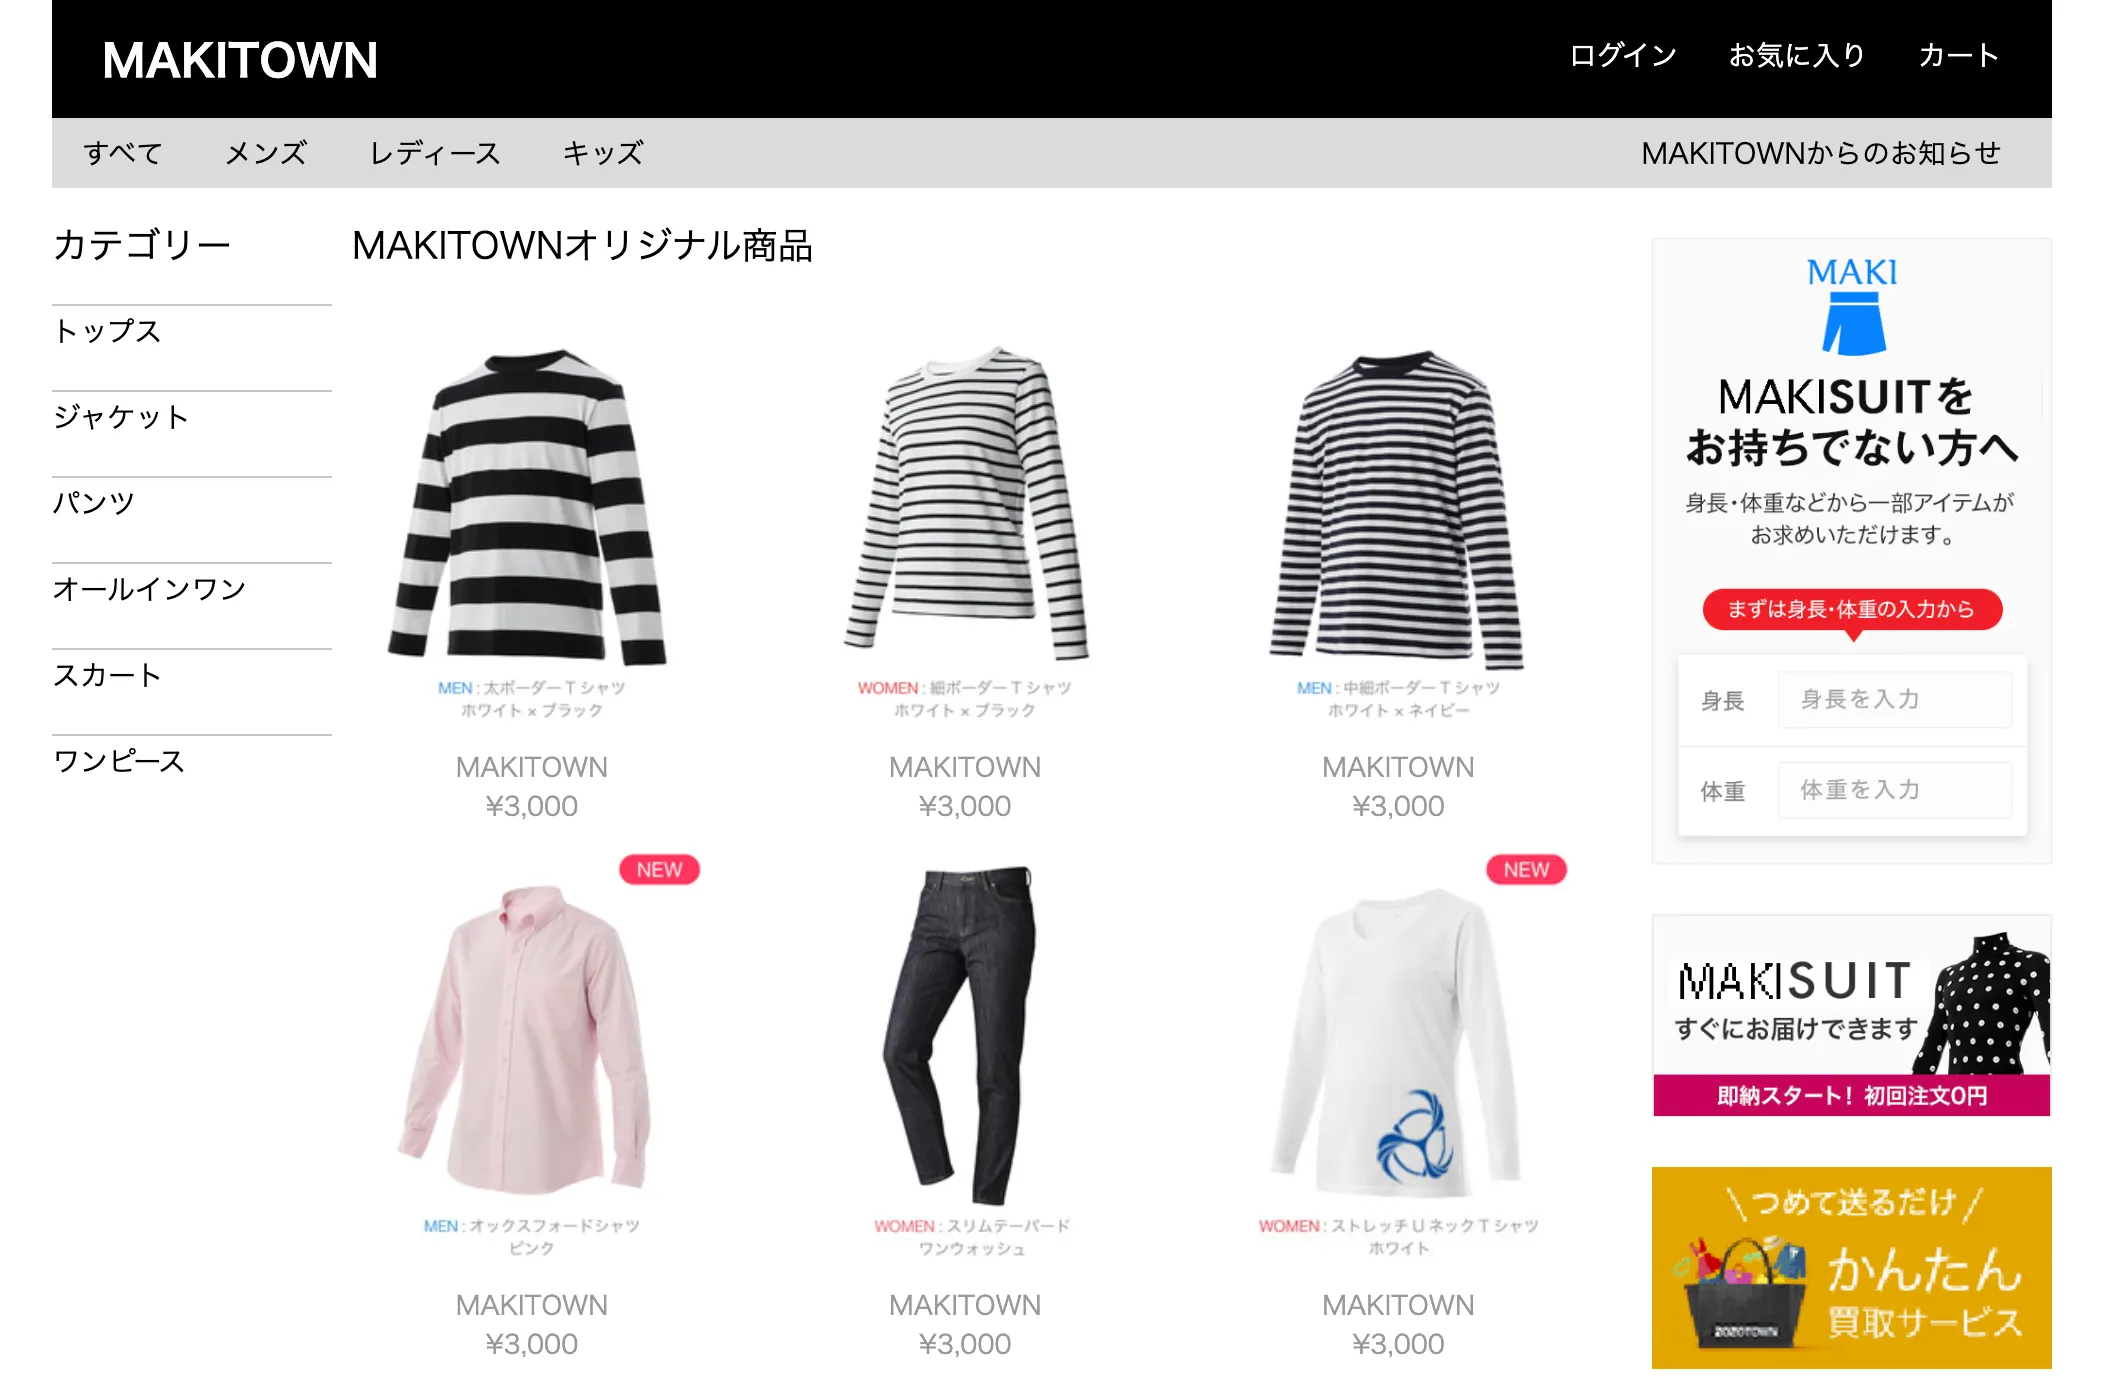 MAKITOWN
ログイン お気に入り カート
すべて メンズ レディース キッズ MAKITOWNからのお知らせ
カテゴリー
トップス
ジャケット
パンツ
オールインワン
スカート
ワンピース
MAKITOWNオリジナル商品
MEN : 太ボーダー T シャツ
ホワイト × ブラック
MAKITOWN
¥3,000
WOMEN : 細ボーダー T シャツ
ホワイト × ブラック
MAKITOWN
¥3,000
MEN : 中細ボーダー T シャツ
ホワイト × ネイビー
MAKITOWN
¥3,000
NEW
MEN : オックスフォードシャツ
ピンク
MAKITOWN
¥3,000
WOMEN : スリムテーパード
ワンウォッシュ
MAKITOWN
¥3,000
NEW
WOMEN : ストレッチ U ネック T シャツ
ホワイト
MAKITOWN
¥3,000
MAKI
MAKISUITを
お持ちでない方へ
身長・体重などから一部アイテムが
お求めいただけます。
まずは身長・体重の入力から
身長 身長を入力
体重 体重を入力
MAKISUIT
すぐにお届けできます
即納スタート! 初回注文0円
\つめて送るだけ/
かんたん
買取サービス
ZOZOTOWN